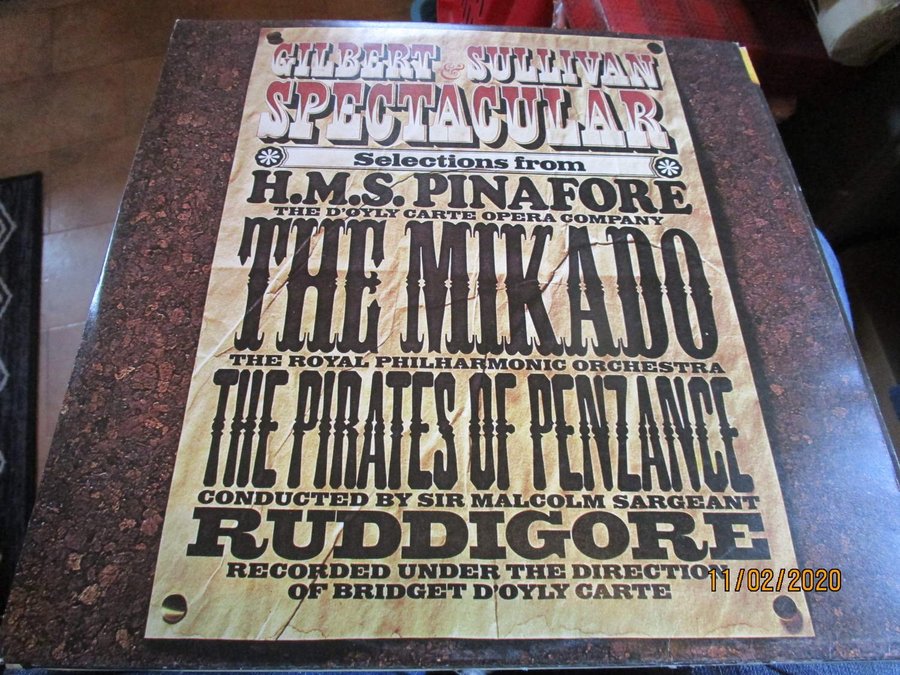 GILBERT & SULLIVAN
SPECTACULAR
Selections from
H.M.S. PINAFORE
THE D'OYLY CARTE OPERA COMPANY
THE MIKADO
THE ROYAL PHILHARMONIC ORCHESTRA
THE PIRATES OF PENZANCE
CONDUCTED BY SIR MALCOLM SARGEANT
RUDDIGORE
RECORDED UNDER THE DIRECTIO
OF BRIDGET D'OYLY CARTE
11/02/2020